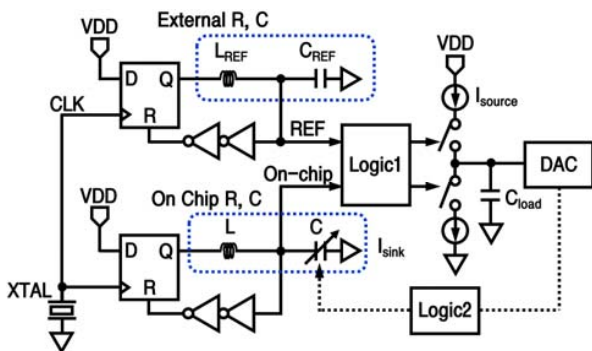 External R, C
VDD
L_REF
C_REF
VDD
D Q
CLK
R
I_source
REF
Logic1
On-chip
DAC
VDD
On Chip R, C
C_load
L
C
I_sink
D Q
R
XTAL
Logic2